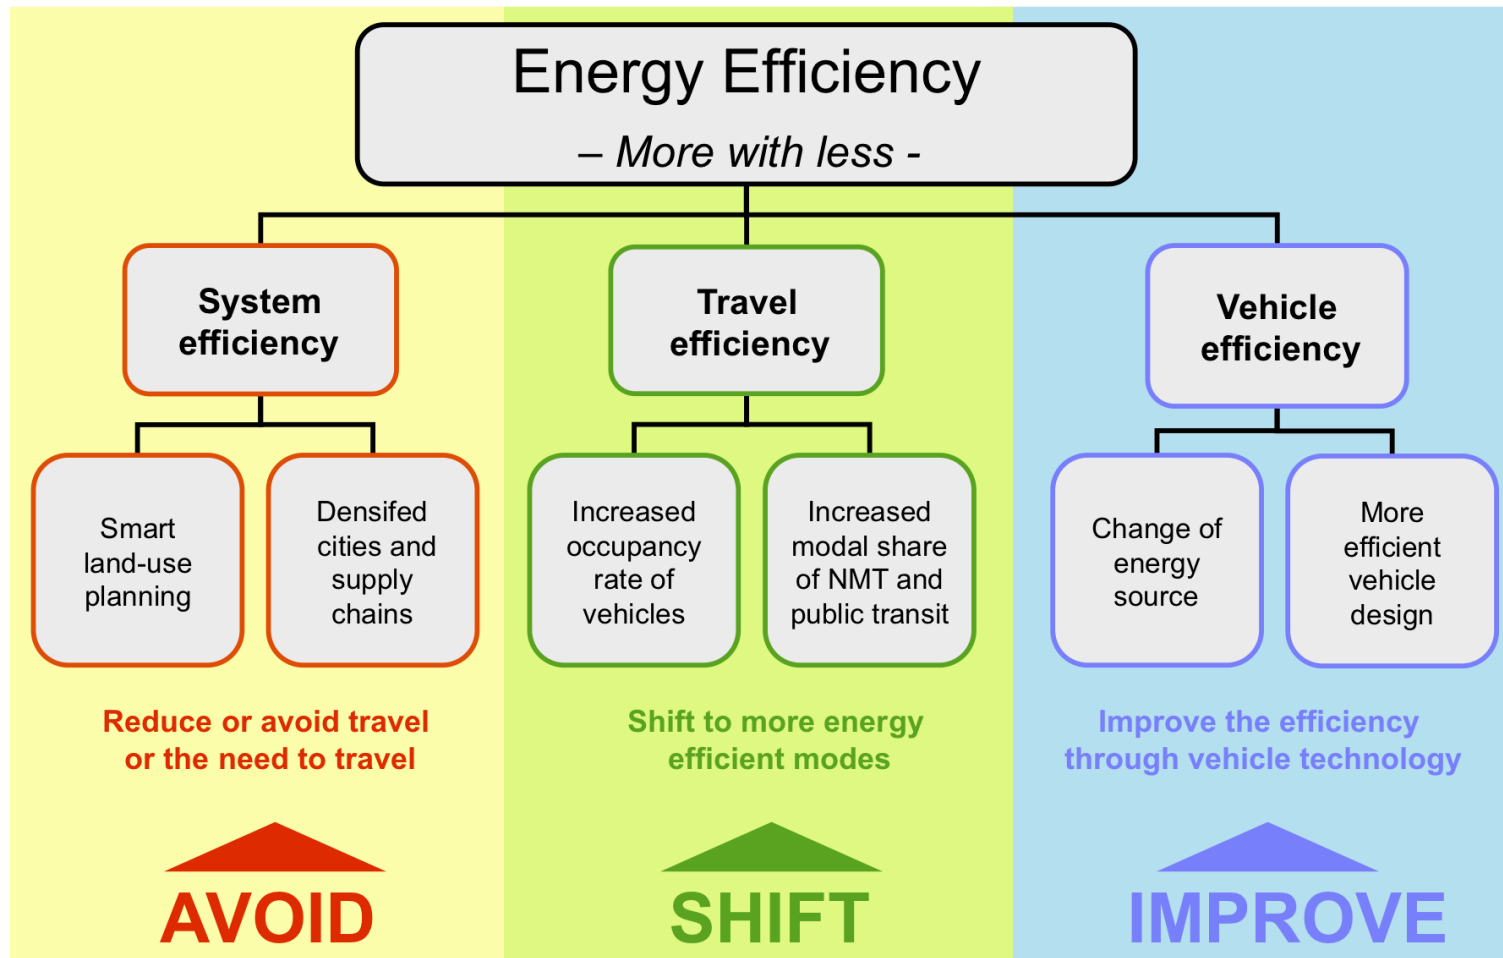 Energy Efficiency
– More with less -
System
efficiency
Travel
efficiency
Vehicle
efficiency
Smart
land-use
planning
Densifed
cities and
supply
chains
Increased
occupancy
rate of
vehicles
Increased
modal share
of NMT and
public transit
Change of
energy
source
More
efficient
vehicle
design
Reduce or avoid travel
or the need to travel
Shift to more energy
efficient modes
Improve the efficiency
through vehicle technology
AVOID
SHIFT
IMPROVE